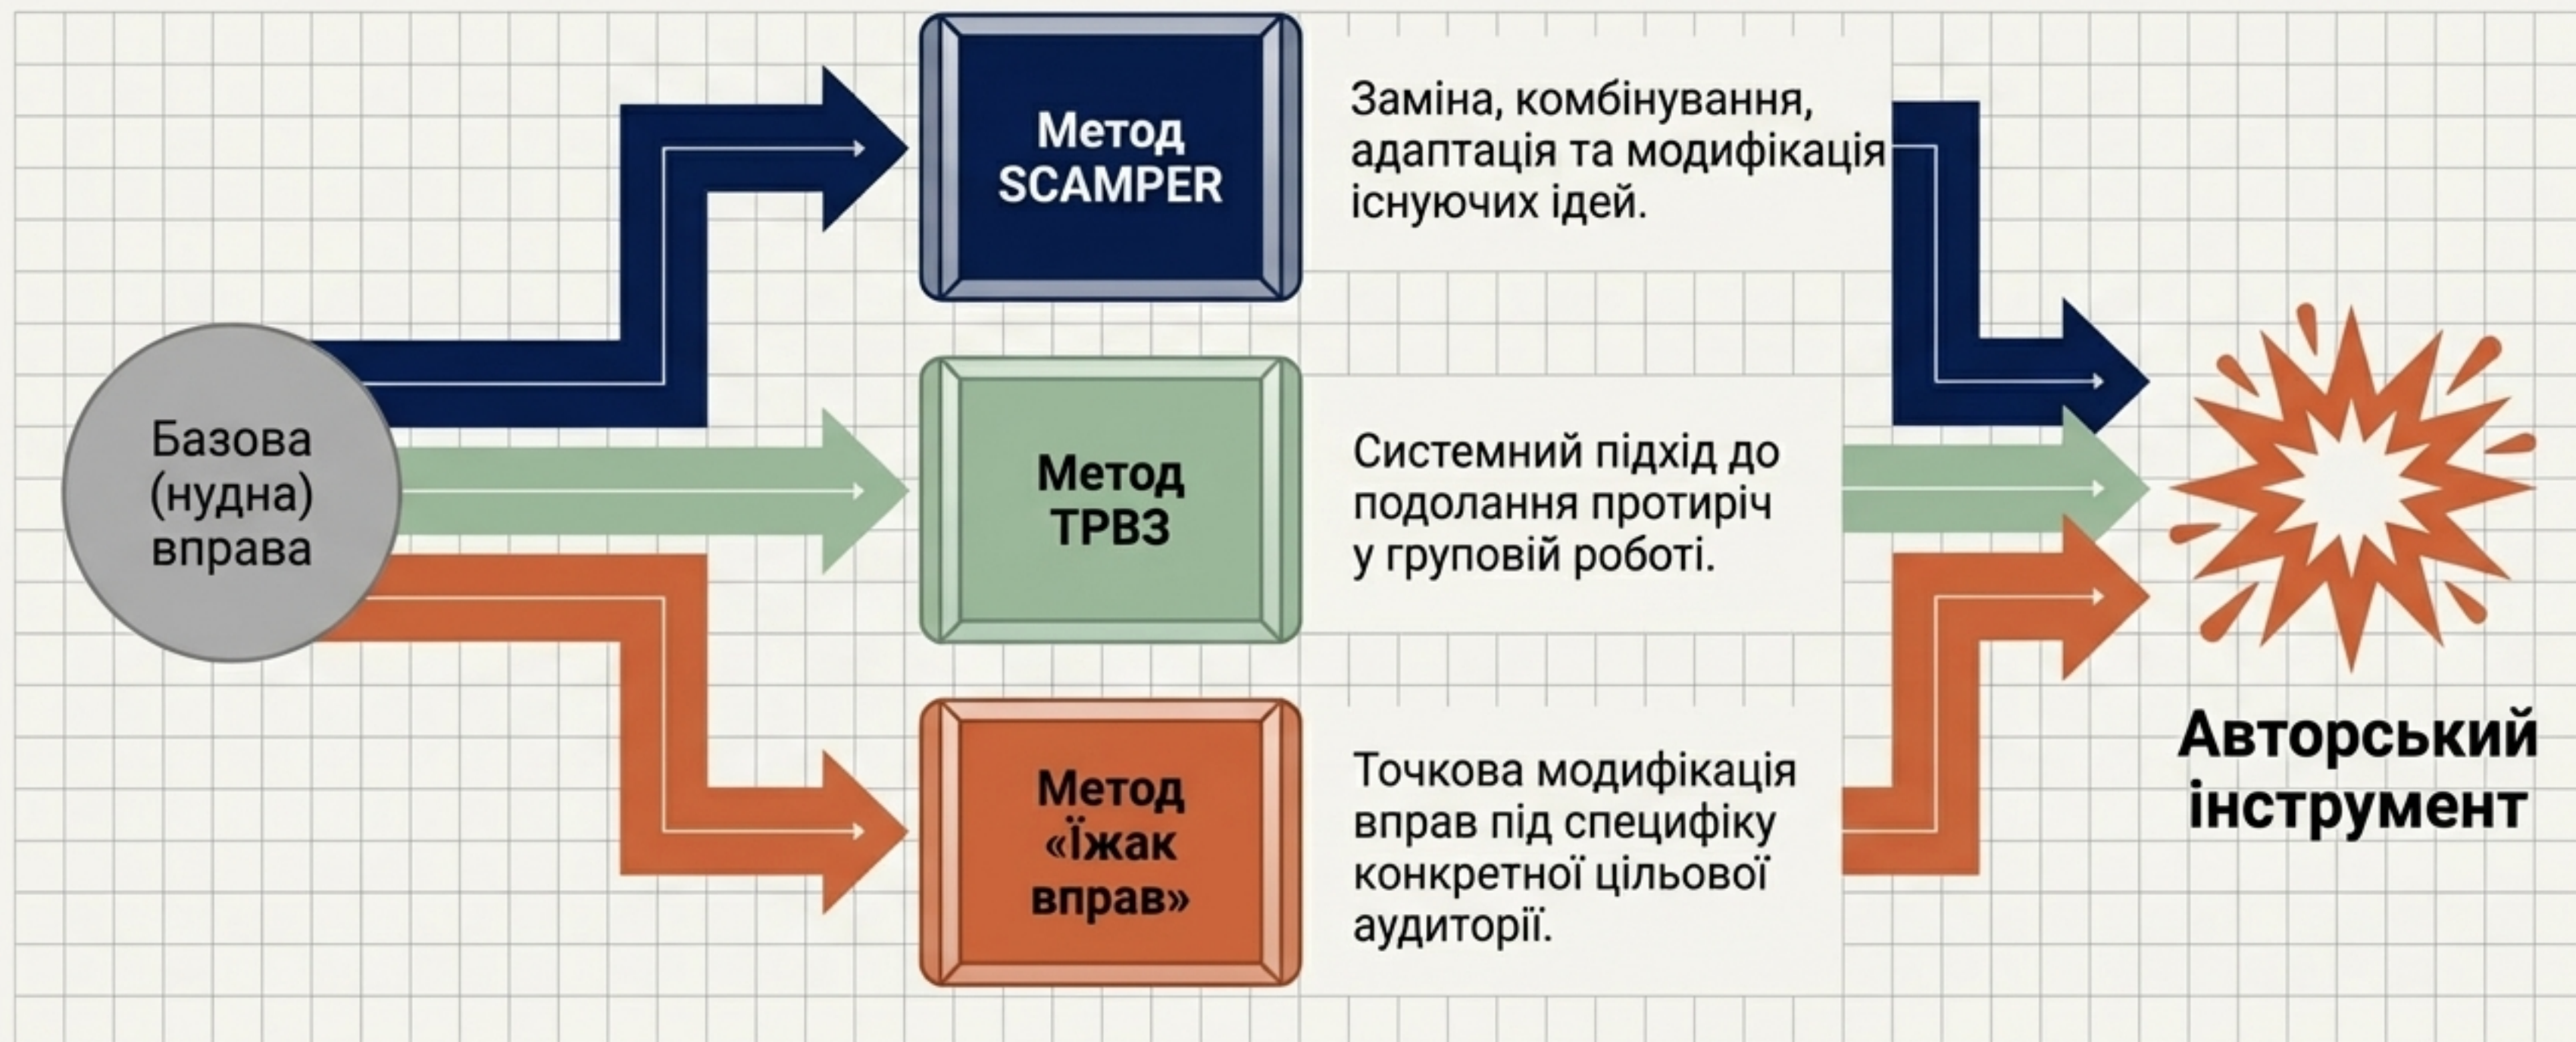 Базова
(нудна)
вправа
Метод
SCAMPER
Заміна, комбінування,
адаптація та модифікація
існуючих ідей.
Метод
ТРВЗ
Системний підхід до
подолання протиріч
у груповій роботі.
Метод
«Їжак
вправ»
Точкова модифікація
вправ під специфіку
конкретної цільової
аудиторії.
Авторський
інструмент